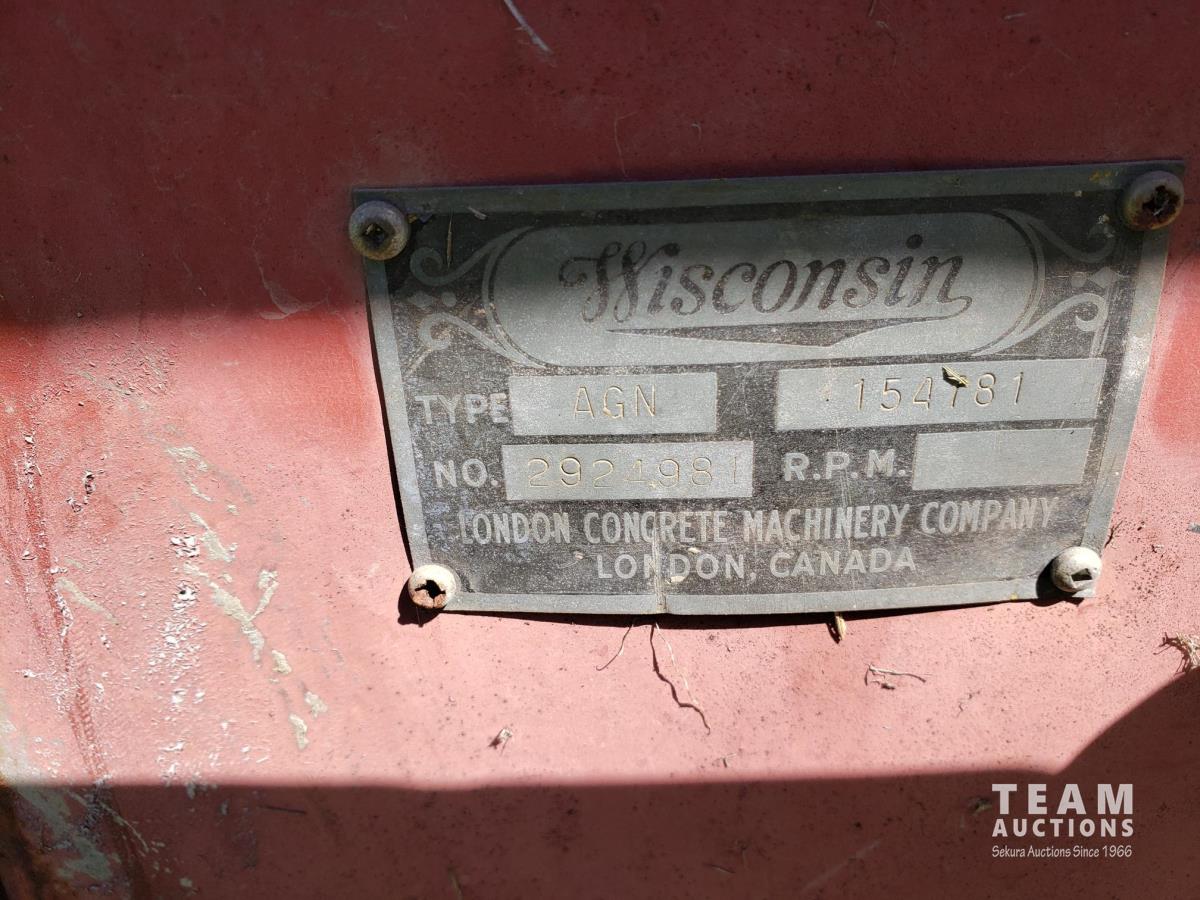 Wisconsin
TYPE AGN 154781
NO. 2924981 R.P.M.
LONDON CONCRETE MACHINERY COMPANY
LONDON, CANADA
TEAM
AUCTIONS
Sekura Auctions Since 1966